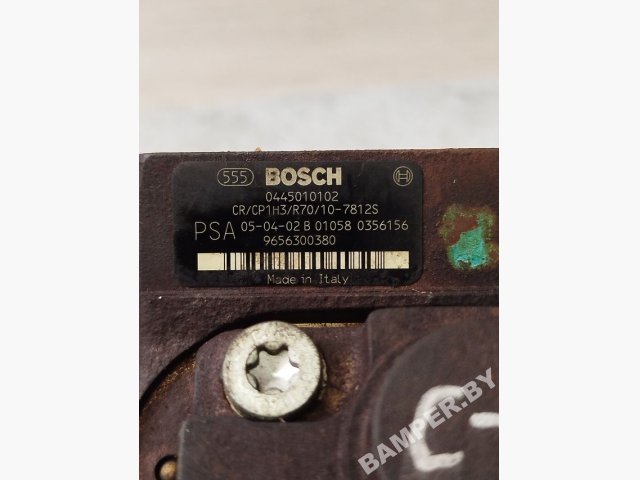 555 BOSCH
0445010102
CR/CP1H3/R70/10-7812S
PSA 05-04-02 B 01058 0356156
9656300380
Made in Italy
G
BAMPER.BY